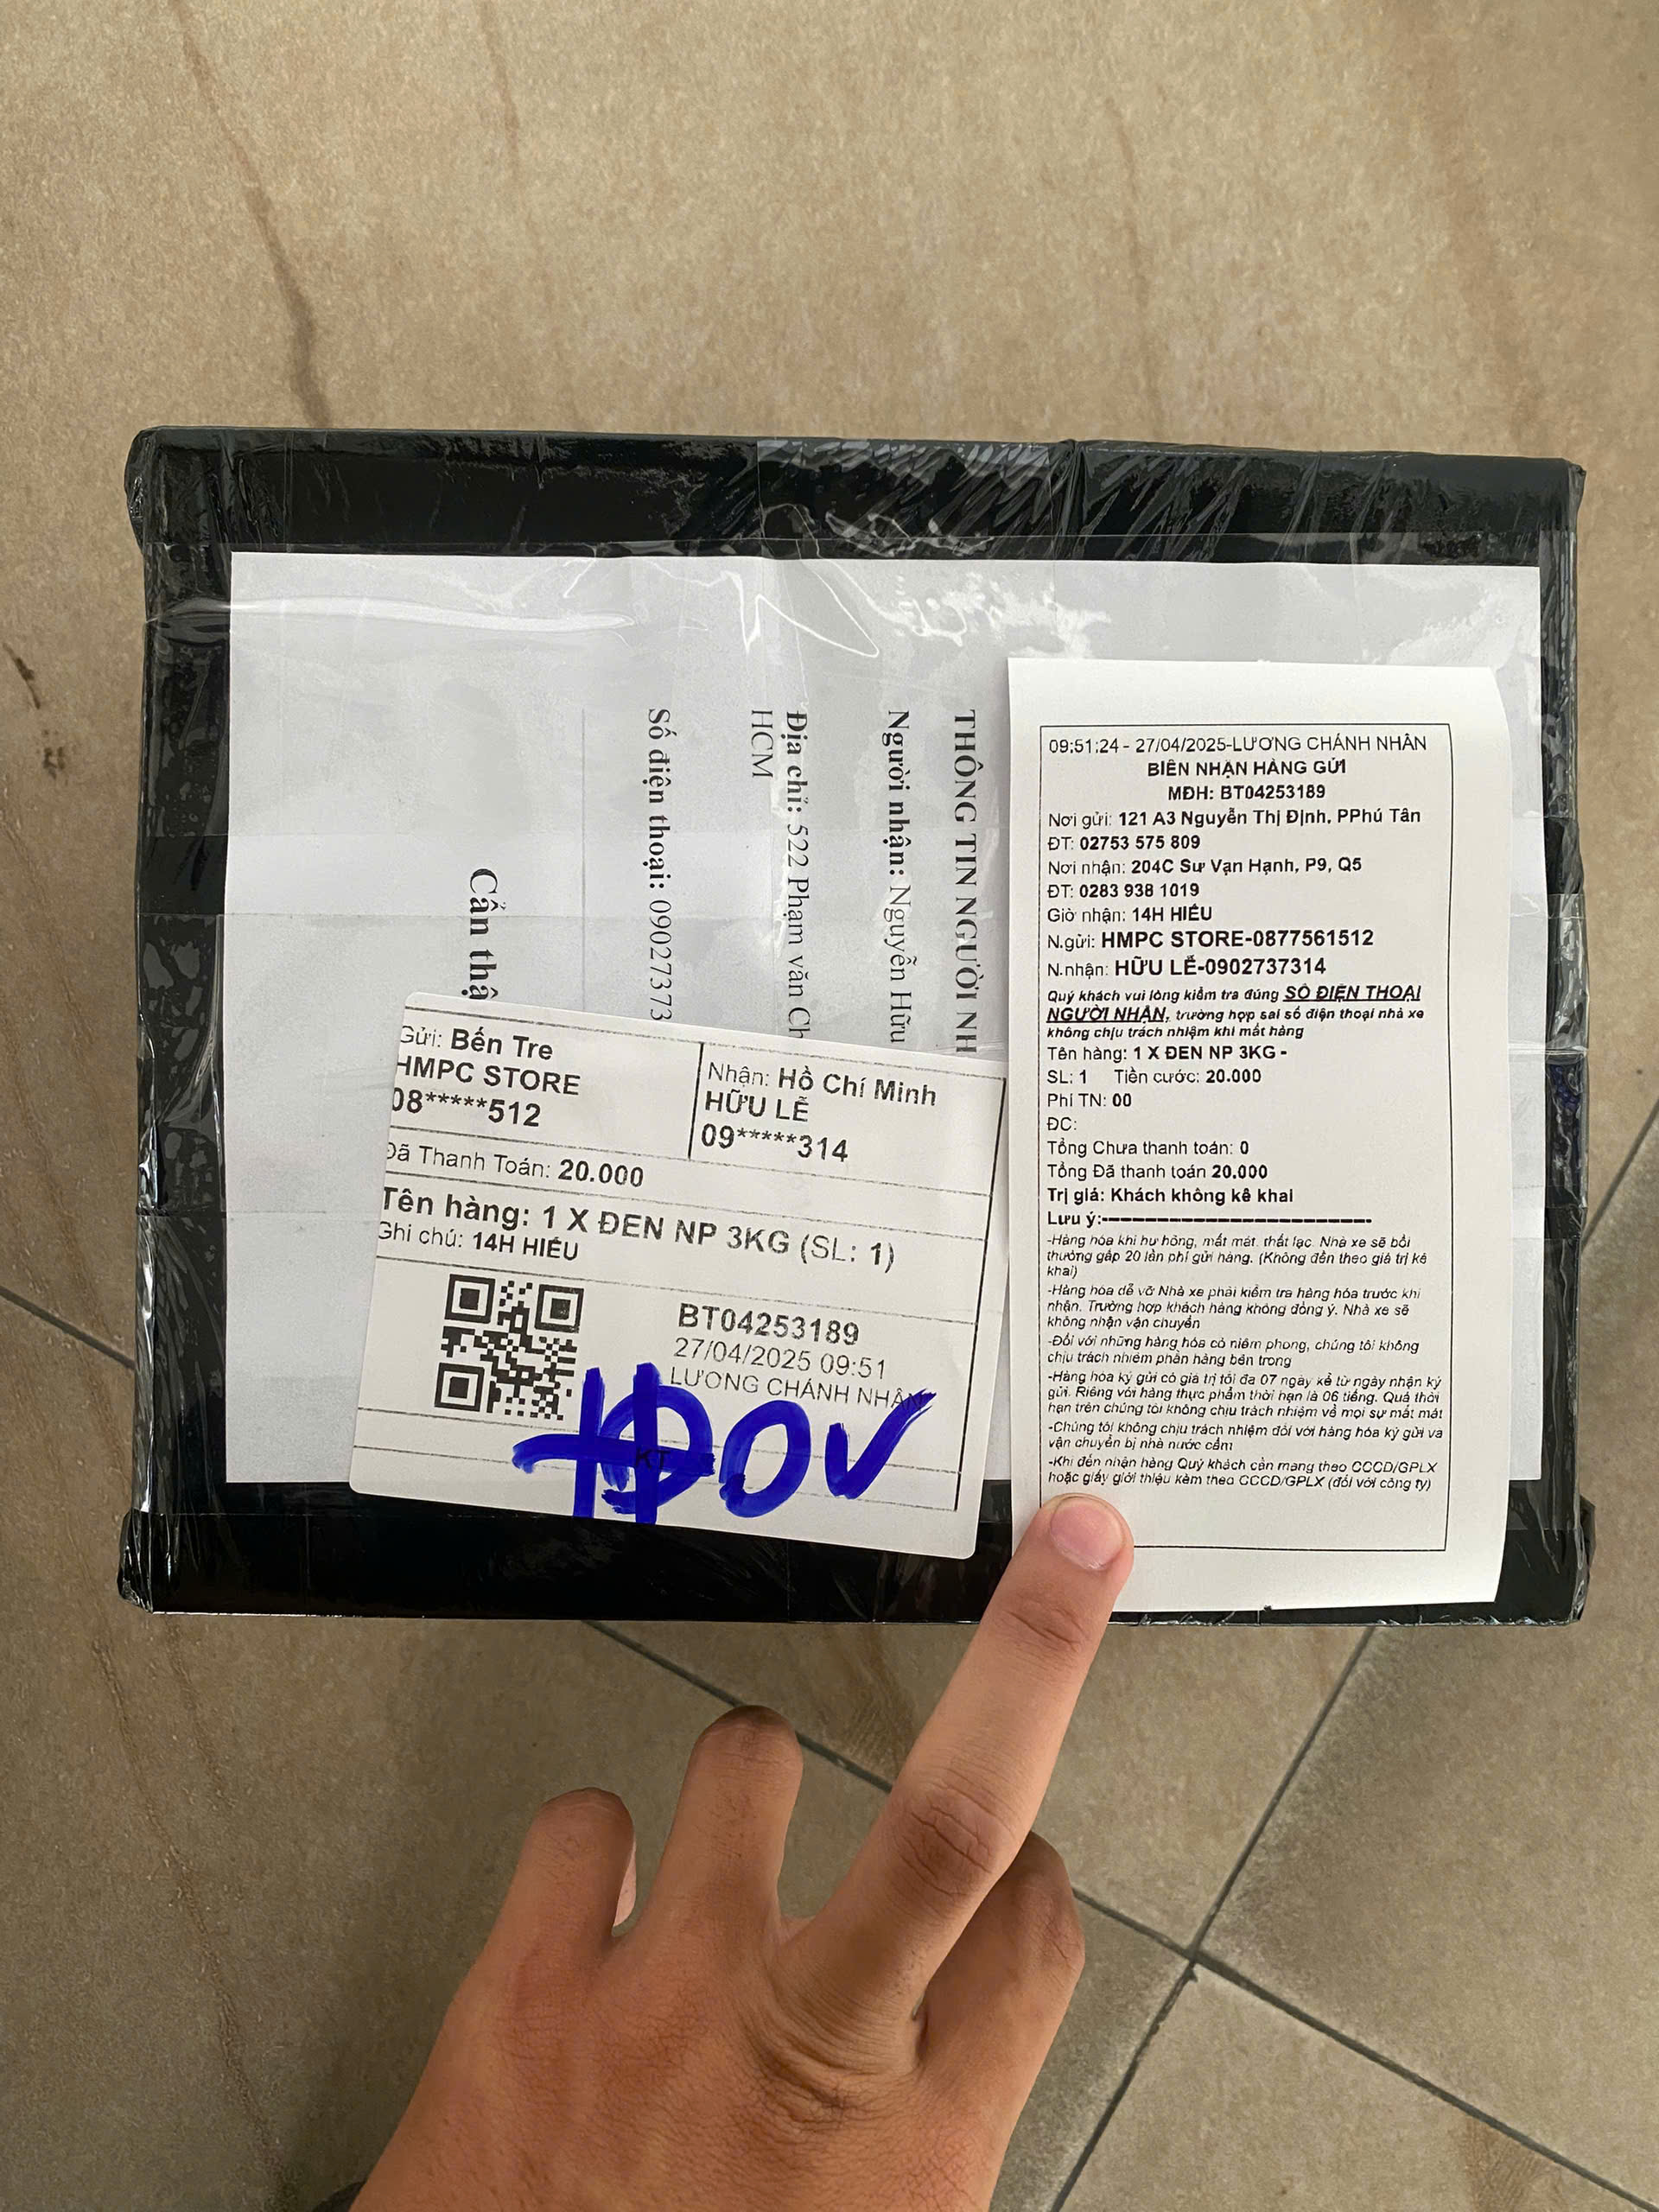 THÔNG TIN NGƯỜI NH
Người nhận: Nguyễn Hữu
Địa chỉ: 522 Phạm văn Ch
HCM
Số điện thoại: 09027373
Cẩn thậ
Gửi: Bến Tre
HMPC STORE
08*****512
Nhận: Hồ Chí Minh
HỮU LỄ
09*****314
Đã Thanh Toán: 20.000
Tên hàng: 1 X ĐEN NP 3KG (SL: 1)
Ghi chú: 14H HIẾU
BT04253189
27/04/2025 09:51
LƯƠNG CHÁNH NHÂN
KT
09:51:24 - 27/04/2025-LƯƠNG CHÁNH NHÂN
BIÊN NHẬN HÀNG GỬI
MĐH: BT04253189
Nơi gửi: 121 A3 Nguyễn Thị Định, PPhú Tân
ĐT: 02753 575 809
Nơi nhận: 204C Sư Vạn Hạnh, P9, Q5
ĐT: 0283 938 1019
Giờ nhận: 14H HIẾU
N.gửi: HMPC STORE-0877561512
N.nhận: HỮU LỄ-0902737314
Quý khách vui lòng kiểm tra đúng SỐ ĐIỆN THOẠI
NGƯỜI NHẬN, trường hợp sai số điện thoại nhà xe
không chịu trách nhiệm khi mất hàng
Tên hàng: 1 X ĐEN NP 3KG -
SL: 1 Tiền cước: 20.000
Phí TN: 00
ĐC:
Tổng Chưa thanh toán: 0
Tổng Đã thanh toán 20.000
Trị giá: Khách không kê khai
Lưu ý:-------------------------
-Hàng hóa khi hư hỏng, mất mát, thất lạc. Nhà xe sẽ bồi
thường gấp 20 lần phí gửi hàng. (Không đền theo giá trị kê
khai)
-Hàng hóa dễ vỡ Nhà xe phải kiểm tra hàng hóa trước khi
nhận. Trường hợp khách hàng không đồng ý. Nhà xe sẽ
không nhận vận chuyển
-Đối với những hàng hóa có niêm phong, chúng tôi không
chịu trách nhiệm phần hàng bên trong
-Hàng hóa ký gửi có giá trị tối đa 07 ngày kể từ ngày nhận ký
gửi. Riêng với hàng thực phẩm thời hạn là 06 tiếng. Quá thời
hạn trên chúng tôi không chịu trách nhiệm về mọi sự mất mát
-Chúng tôi không chịu trách nhiệm đối với hàng hóa ký gửi và
vận chuyển bị nhà nước cấm
-Khi đến nhận hàng Quý khách cần mang theo CCCD/GPLX
hoặc giấy giới thiệu kèm theo CCCD/GPLX (đối với công ty)